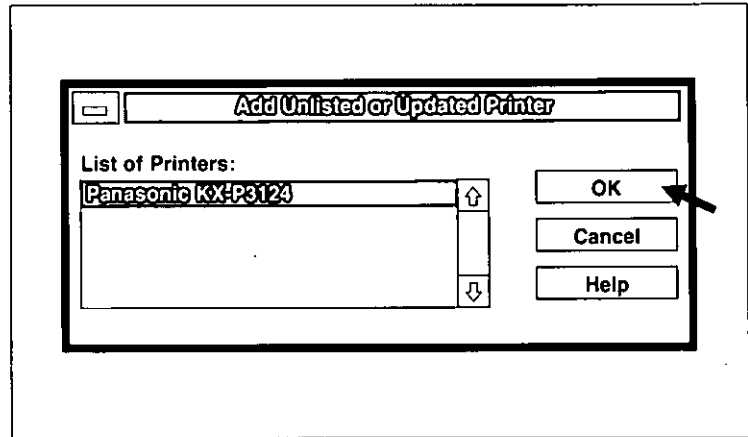 Add Unlisted or Updated Printer
List of Printers:
Panasonic KX-P3124
OK
Cancel
Help